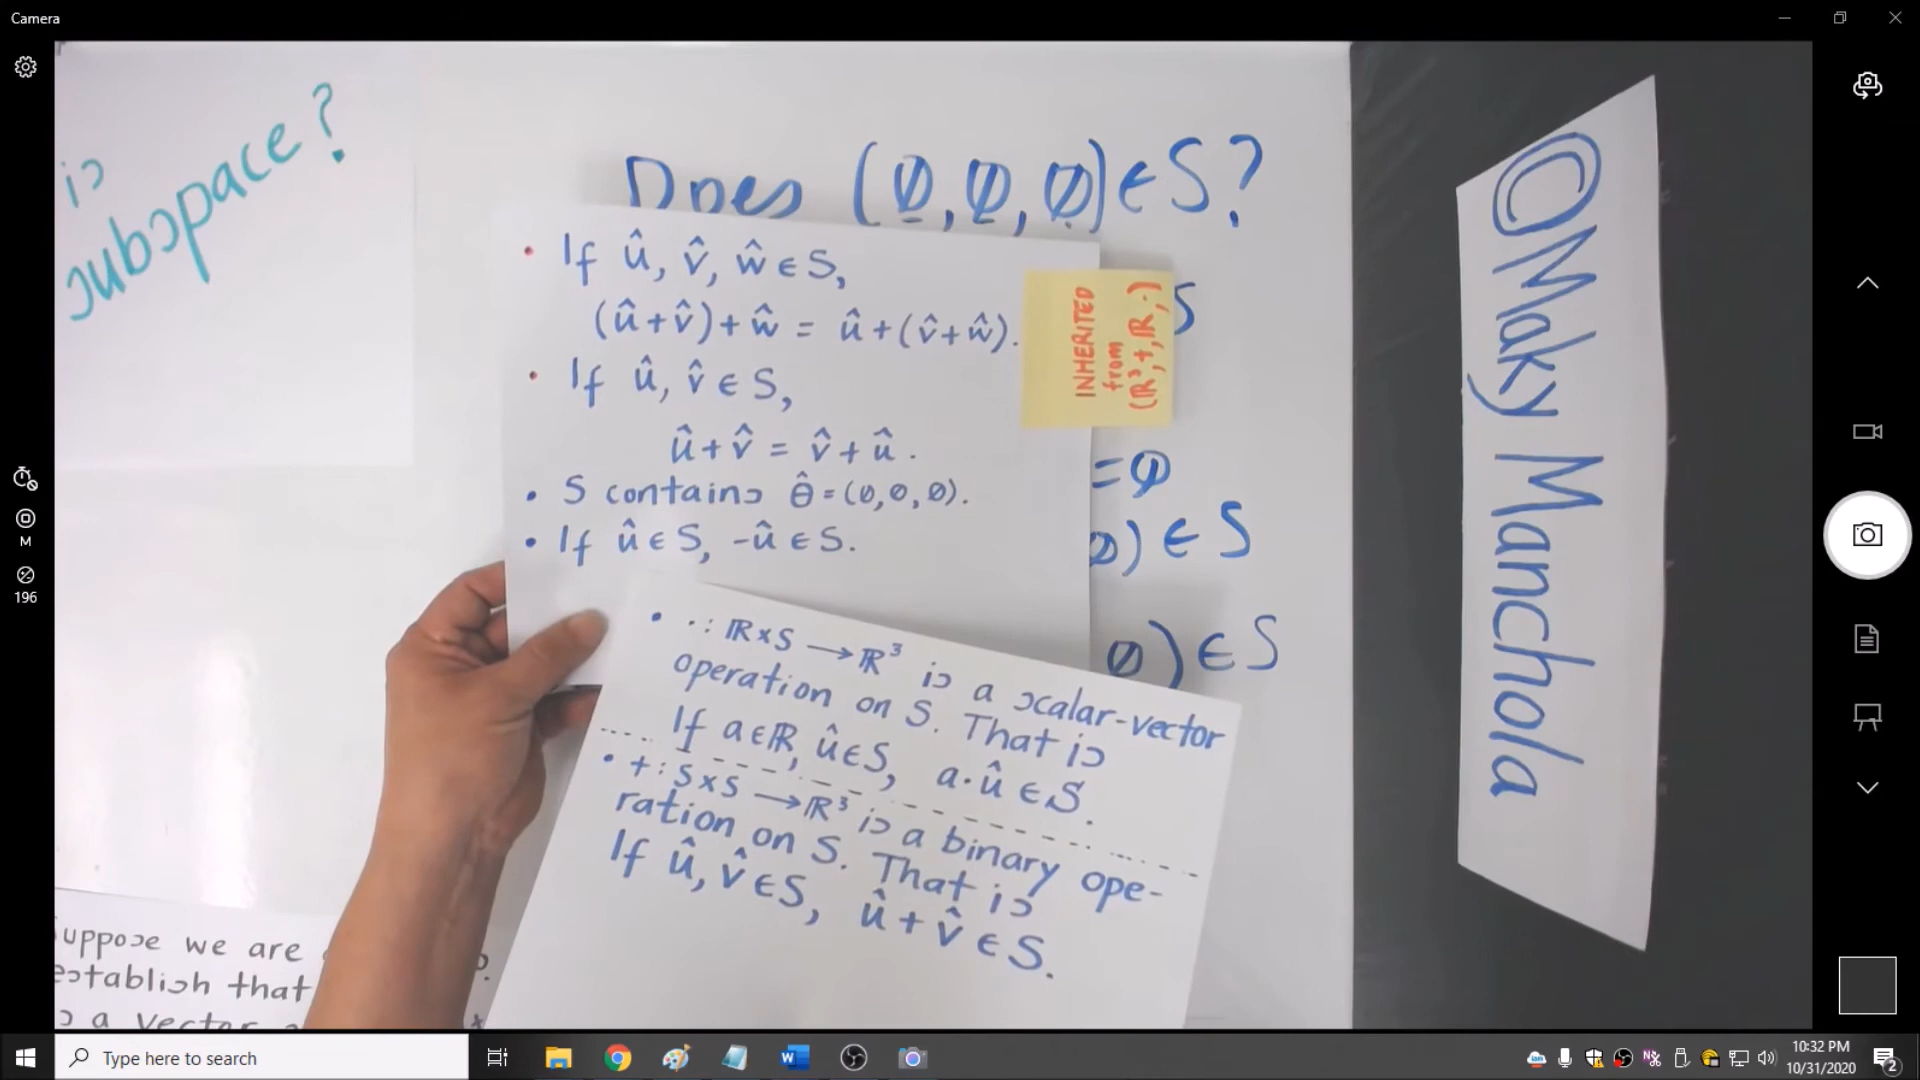 Camera
is
subspace?
Does (0,0,0) ∈ S?
• If û, v̂, ŵ ∈ S,
(û+v̂)+ŵ = û+(v̂+ŵ).
• If û, v̂ ∈ S,
û+v̂ = v̂+û.
• S contains θ̂ = (0,0,0).
• If û ∈ S, -û ∈ S.
INHERITED
from
(ℝ³,+,ℝ,·)
S
=0
0) ∈ S
0) ∈ S
• ·: ℝxS → ℝ³ is a scalar-vector
operation on S. That is
If a∈ℝ, û∈S, a·û ∈ S.
• +: SxS → ℝ³ is a binary ope-
ration on S. That is
If û, v̂ ∈ S, û+v̂ ∈ S.
uppose we are
establish that
a vector
©Maky Manchola
M
196
Type here to search
10:32 PM
10/31/2020
2